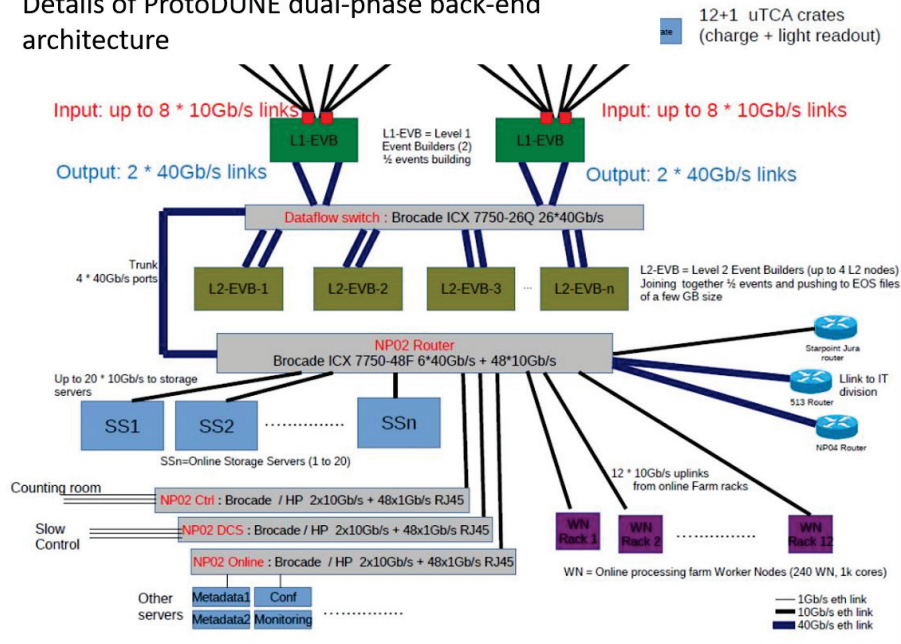 Details of ProtoDUNE dual-phase back-end
architecture
12+1 uTCA crates
(charge + light readout)
ate
Input: up to 8 * 10Gb/s links
Input: up to 8 * 10Gb/s links
L1-EVB
L1-EVB = Level 1
Event Builders (2)
½ events building
L1-EVB
Output: 2 * 40Gb/s links
Output: 2 * 40Gb/s links
Dataflow switch : Brocade ICX 7750-26Q 26*40Gb/s
Trunk
4 * 40Gb/s ports
L2-EVB-1
L2-EVB-2
L2-EVB-3
...
L2-EVB-n
L2-EVB = Level 2 Event Builders (up to 4 L2 nodes)
Joining together ½ events and pushing to EOS files
of a few GB size
NP02 Router
Brocade ICX 7750-48F 6*40Gb/s + 48*10Gb/s
Starpoint Jura
router
Llink to IT
division
513 Router
NP04 Router
Up to 20 * 10Gb/s to storage
servers
SS1
SS2
SSn
SSn=Online Storage Servers (1 to 20)
12 * 10Gb/s uplinks
from online Farm racks
Counting room
NP02 Ctrl : Brocade / HP 2x10Gb/s + 48x1Gb/s RJ45
Slow
Control
NP02 DCS : Brocade / HP 2x10Gb/s + 48x1Gb/s RJ45
NP02 Online : Brocade / HP 2x10Gb/s + 48x1Gb/s RJ45
WN
Rack 1
WN
Rack 2
WN
Rack 12
WN = Online processing farm Worker Nodes (240 WN, 1k cores)
Other
servers
Metadata1
Conf
Metadata2
Monitoring
1Gb/s eth link
10Gb/s eth link
40Gb/s eth link